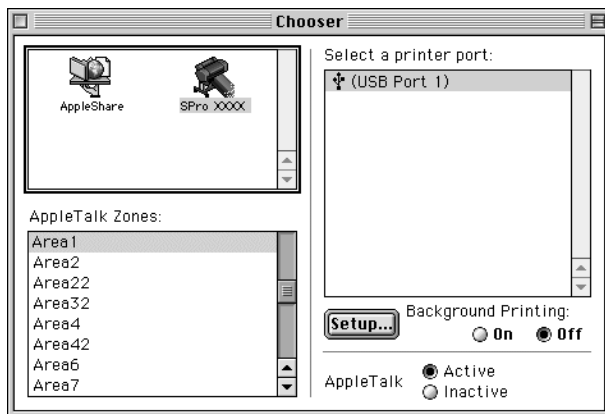 Chooser
AppleShare
SPro XXXX
AppleTalk Zones:
Area1
Area2
Area22
Area32
Area4
Area42
Area6
Area7
Select a printer port:
(USB Port 1)
Setup...
Background Printing:
On Off
AppleTalk
Active
Inactive